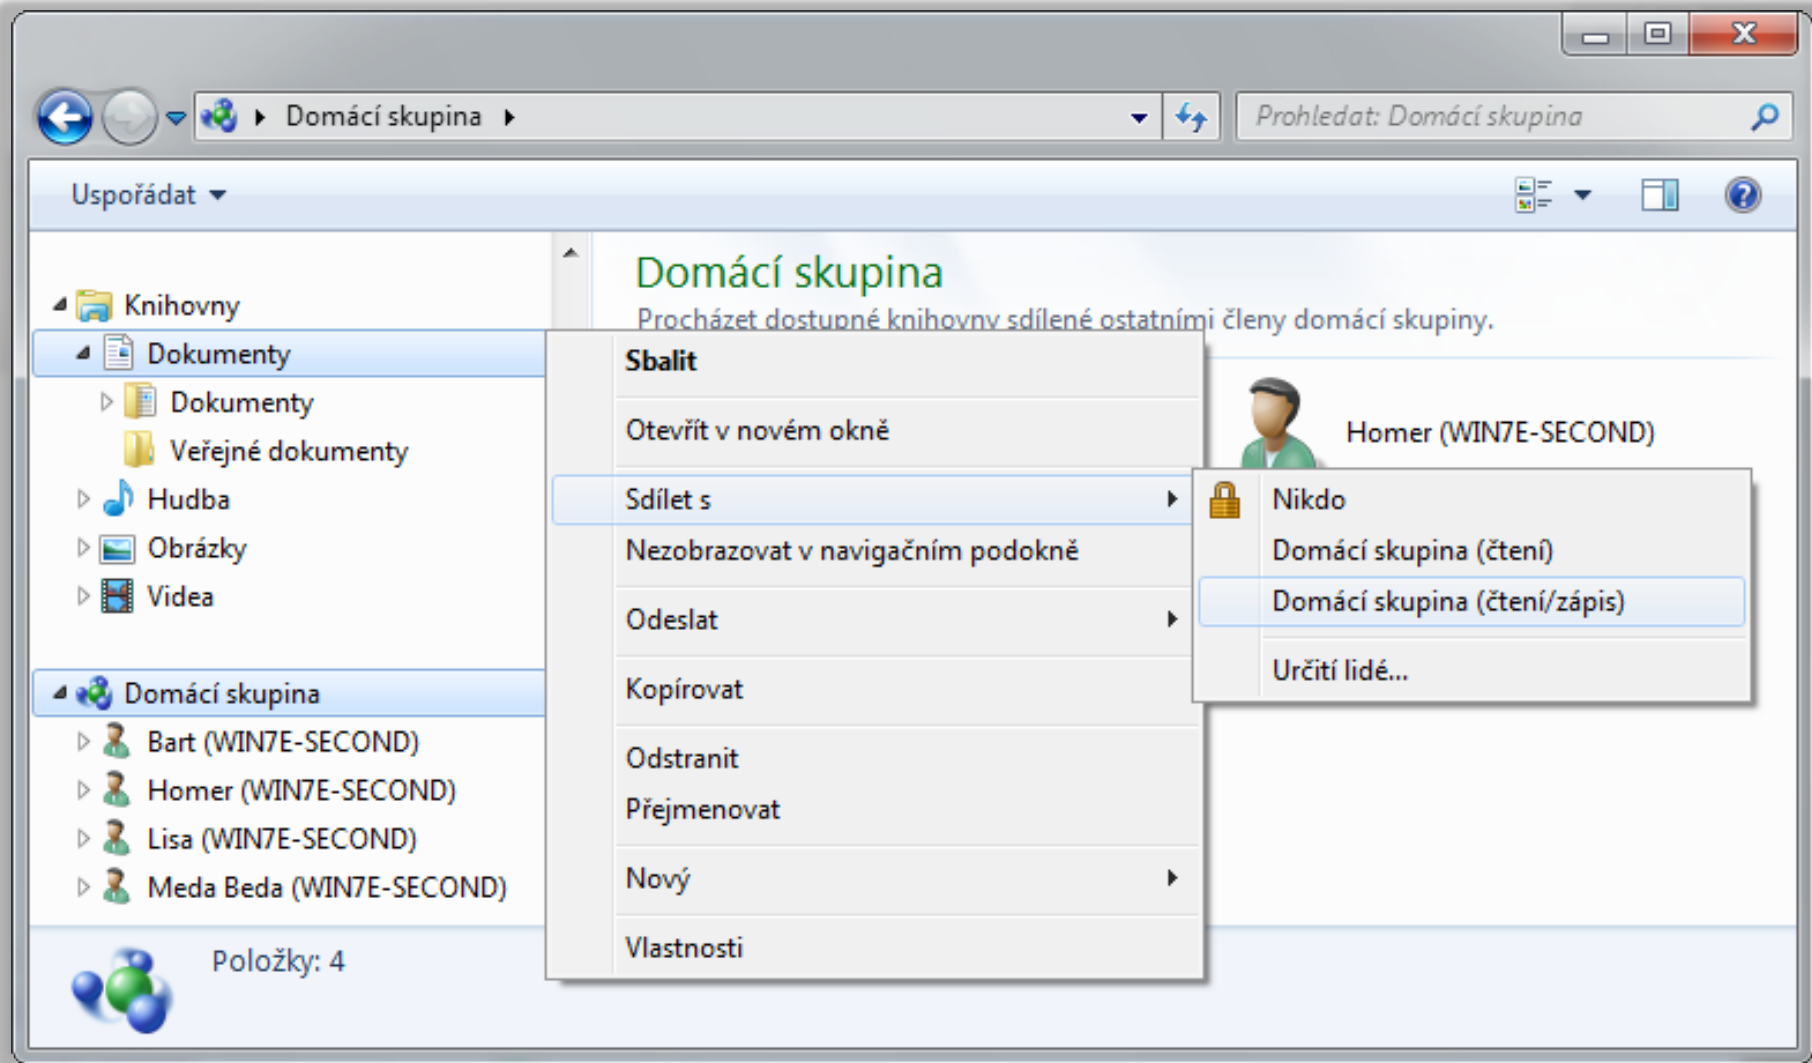 Domácí skupina
Prohledat: Domácí skupina
Uspořádat
Knihovny
Dokumenty
Dokumenty
Veřejné dokumenty
Hudba
Obrázky
Videa
Domácí skupina
Bart (WIN7E-SECOND)
Homer (WIN7E-SECOND)
Lisa (WIN7E-SECOND)
Meda Beda (WIN7E-SECOND)
Domácí skupina
Procházet dostupné knihovny sdílené ostatními členy domácí skupiny.
Homer (WIN7E-SECOND)
Sbalit
Otevřít v novém okně
Sdílet s
Nezobrazovat v navigačním podokně
Odeslat
Kopírovat
Odstranit
Přejmenovat
Nový
Vlastnosti
Nikdo
Domácí skupina (čtení)
Domácí skupina (čtení/zápis)
Určití lidé...
Položky: 4